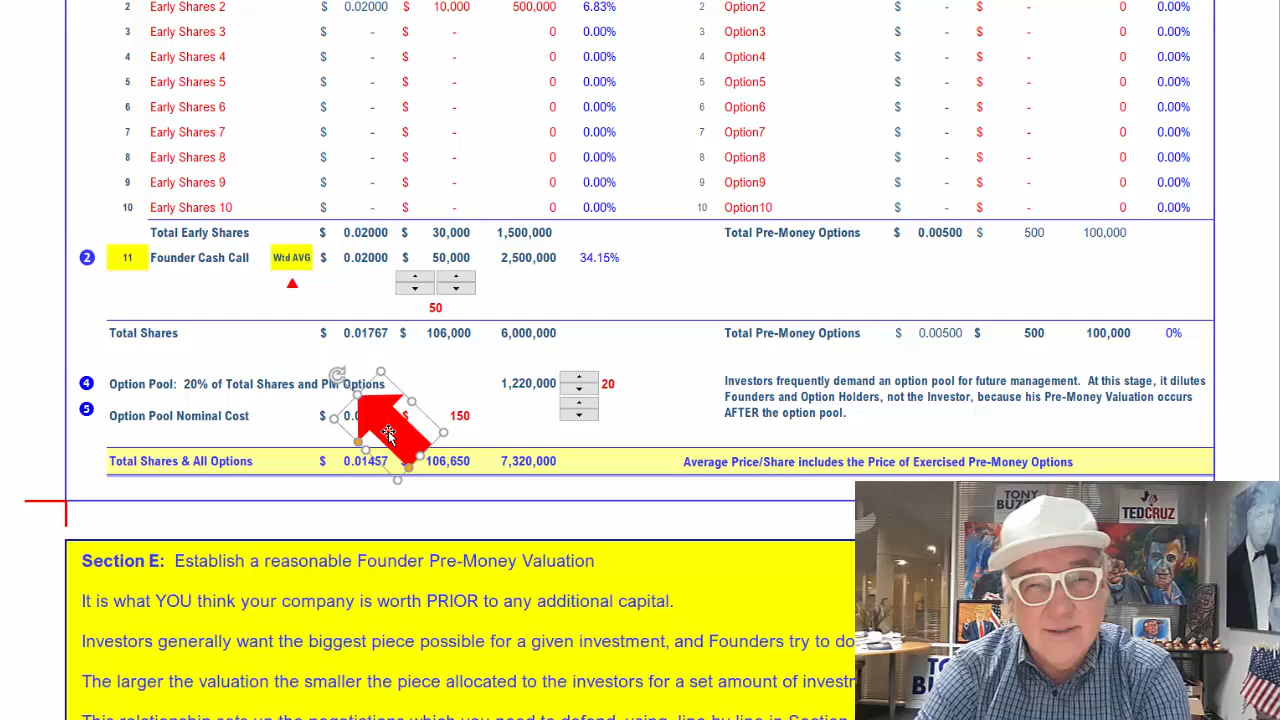 2 Early Shares 2 $ 0.02000 $ 10,000 500,000 6.83% 2 Option2 $ - $ - 0 0.00%
3 Early Shares 3 $ - $ - 0 0.00% 3 Option3 $ - $ - 0 0.00%
4 Early Shares 4 $ - $ - 0 0.00% 4 Option4 $ - $ - 0 0.00%
5 Early Shares 5 $ - $ - 0 0.00% 5 Option5 $ - $ - 0 0.00%
6 Early Shares 6 $ - $ - 0 0.00% 6 Option6 $ - $ - 0 0.00%
7 Early Shares 7 $ - $ - 0 0.00% 7 Option7 $ - $ - 0 0.00%
8 Early Shares 8 $ - $ - 0 0.00% 8 Option8 $ - $ - 0 0.00%
9 Early Shares 9 $ - $ - 0 0.00% 9 Option9 $ - $ - 0 0.00%
10 Early Shares 10 $ - $ - 0 0.00% 10 Option10 $ - $ - 0 0.00%
Total Early Shares $ 0.02000 $ 30,000 1,500,000 Total Pre-Money Options $ 0.00500 $ 500 100,000
2 11 Founder Cash Call Wtd AVG $ 0.02000 $ 50,000 2,500,000 34.15%
50
Total Shares $ 0.01767 $ 106,000 6,000,000 Total Pre-Money Options $ 0.00500 $ 500 100,000 0%
4 Option Pool: 20% of Total Shares and PM Options 1,220,000 20
Investors frequently demand an option pool for future management. At this stage, it dilutes
Founders and Option Holders, not the Investor, because his Pre-Money Valuation occurs
AFTER the option pool.
5 Option Pool Nominal Cost $ 150
Total Shares & All Options $ 0.01457 106,650 7,320,000 Average Price/Share includes the Price of Exercised Pre-Money Options
Section E: Establish a reasonable Founder Pre-Money Valuation
It is what YOU think your company is worth PRIOR to any additional capital.
Investors generally want the biggest piece possible for a given investment, and Founders try to do
The larger the valuation the smaller the piece allocated to the investors for a set amount of
TONY
TEDCRUZ